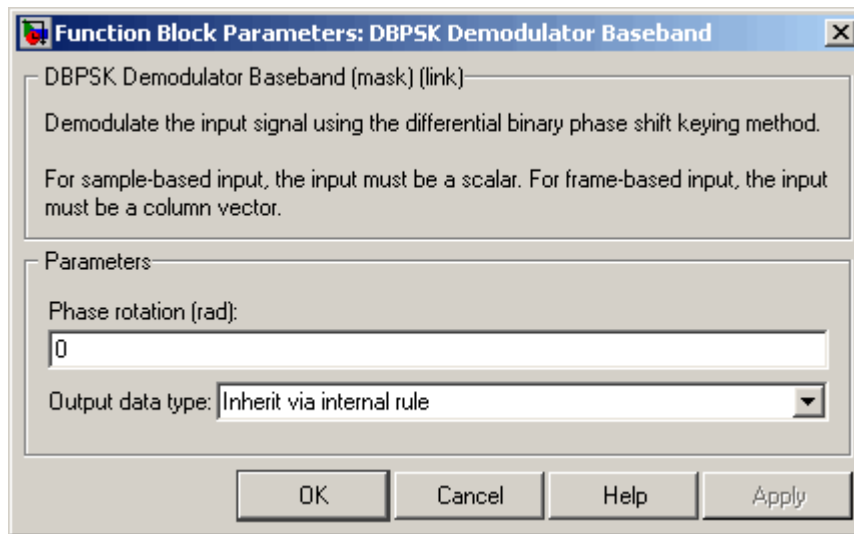 Function Block Parameters: DBPSK Demodulator Baseband
DBPSK Demodulator Baseband (mask) (link)
Demodulate the input signal using the differential binary phase shift keying method.
For sample-based input, the input must be a scalar. For frame-based input, the input
must be a column vector.
Parameters
Phase rotation (rad):
0
Output data type: Inherit via internal rule
OK Cancel Help Apply